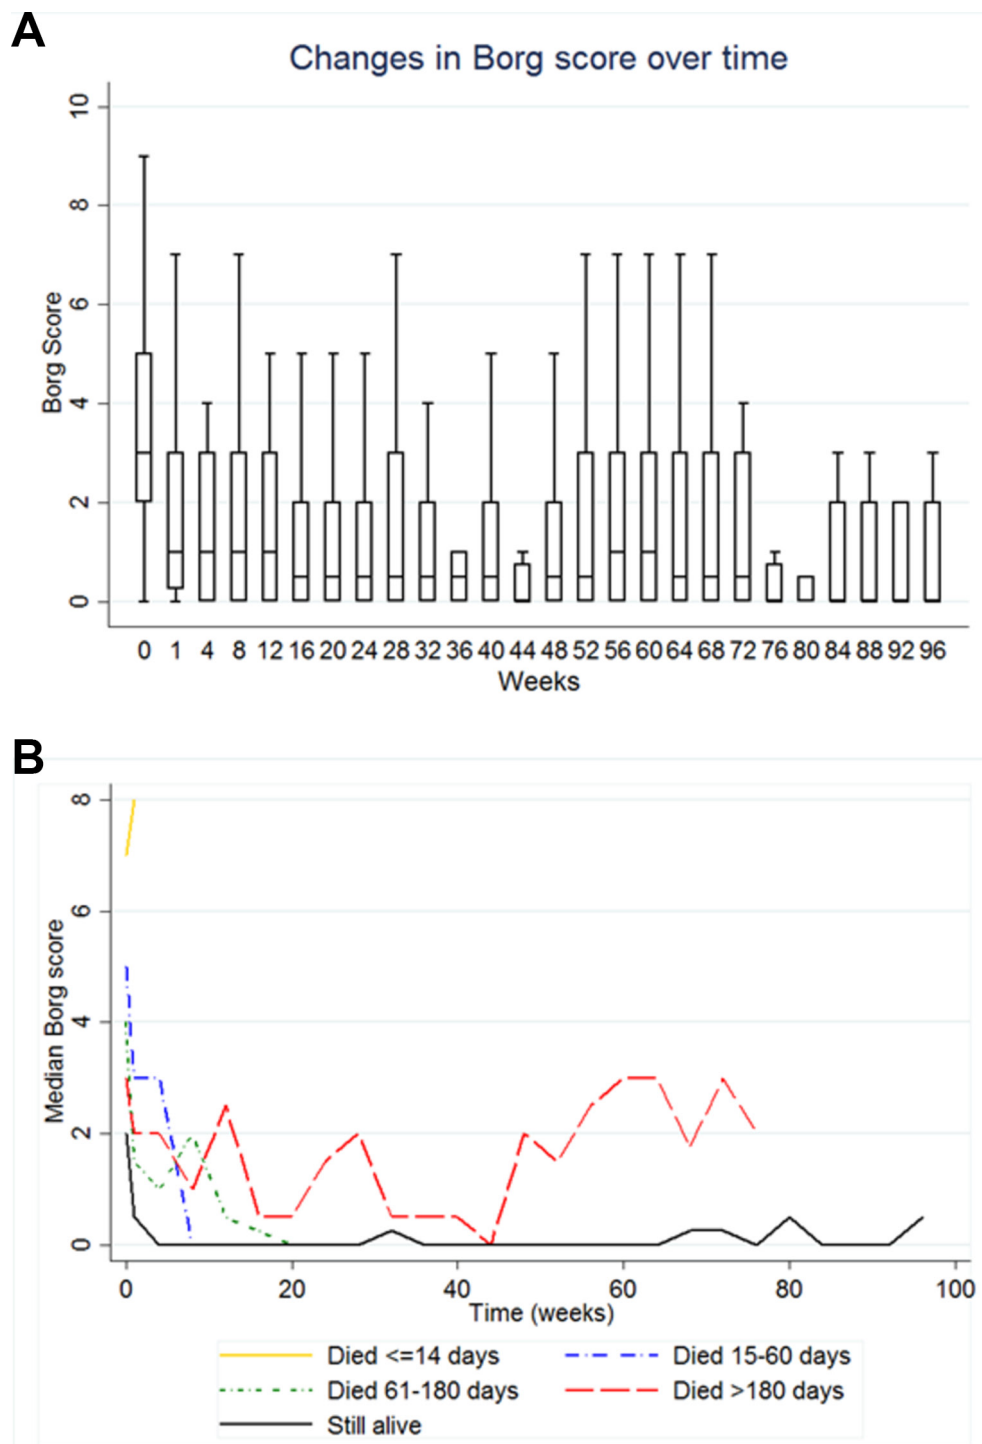 A
Changes in Borg score over time
10
8
6
4
2
0
Borg Score
0 1 4 8 12 16 20 24 28 32 36 40 44 48 52 56 60 64 68 72 76 80 84 88 92 96
Weeks
B
8
6
4
2
0
Median Borg score
0 20 40 60 80 100
Time (weeks)
Died <=14 days Died 15-60 days
Died 61-180 days Died >180 days
Still alive